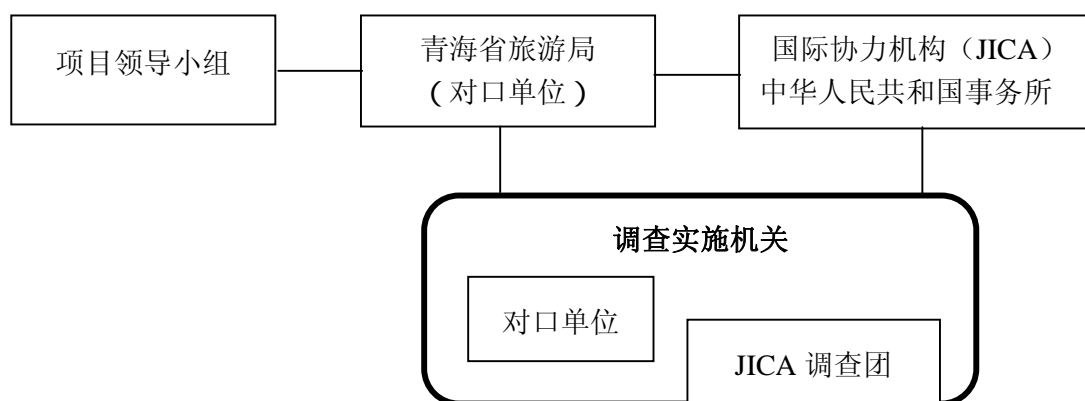 项目领导小组
青海省旅游局
（对口单位）
国际协力机构（JICA）
中华人民共和国事务所
调查实施机关
对口单位
JICA 调查团